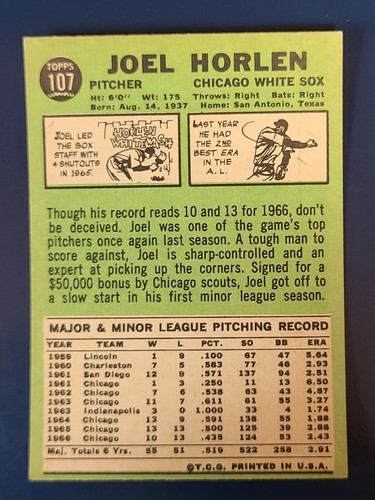 TOPPS
107
JOEL HORLEN
PITCHER CHICAGO WHITE SOX
Ht: 6'0" Wt: 175 Throws: Right Bats: Right
Born: Aug. 14, 1937 Home: San Antonio, Texas
JOEL LED
THE SOX
STAFF WITH
4 SHUTOUTS
IN 1965.
HORLEN
WHITEWASH
LAST YEAR
HE HAD
THE 2ND
BEST ERA
IN THE
A.L.
Though his record reads 10 and 13 for 1966, don't
be deceived. Joel was one of the game's top
pitchers once again last season. A tough man to
score against, Joel is sharp-controlled and an
expert at picking up the corners. Signed for a
$50,000 bonus by Chicago scouts, Joel got off to
a slow start in his first minor league season.
MAJOR & MINOR LEAGUE PITCHING RECORD
YEAR TEAM W L PCT. SO BB ERA
1959 Lincoln 1 9 .100 67 47 5.64
1960 Charleston 7 5 .583 77 46 2.93
1961 San Diego 12 9 .571 137 94 2.51
1961 Chicago 1 3 .250 11 13 6.50
1962 Chicago 7 6 .538 63 43 4.87
1963 Chicago 11 7 .611 61 55 3.27
1963 Indianapolis 3 0 1.000 33 4 1.74
1964 Chicago 13 9 .591 138 55 1.88
1965 Chicago 13 13 .500 125 39 2.88
1966 Chicago 10 13 .435 124 53 2.43
Maj. Totals 6 Yrs. 55 51 .519 522 258 2.91
©T.C.G. PRINTED IN U.S.A.